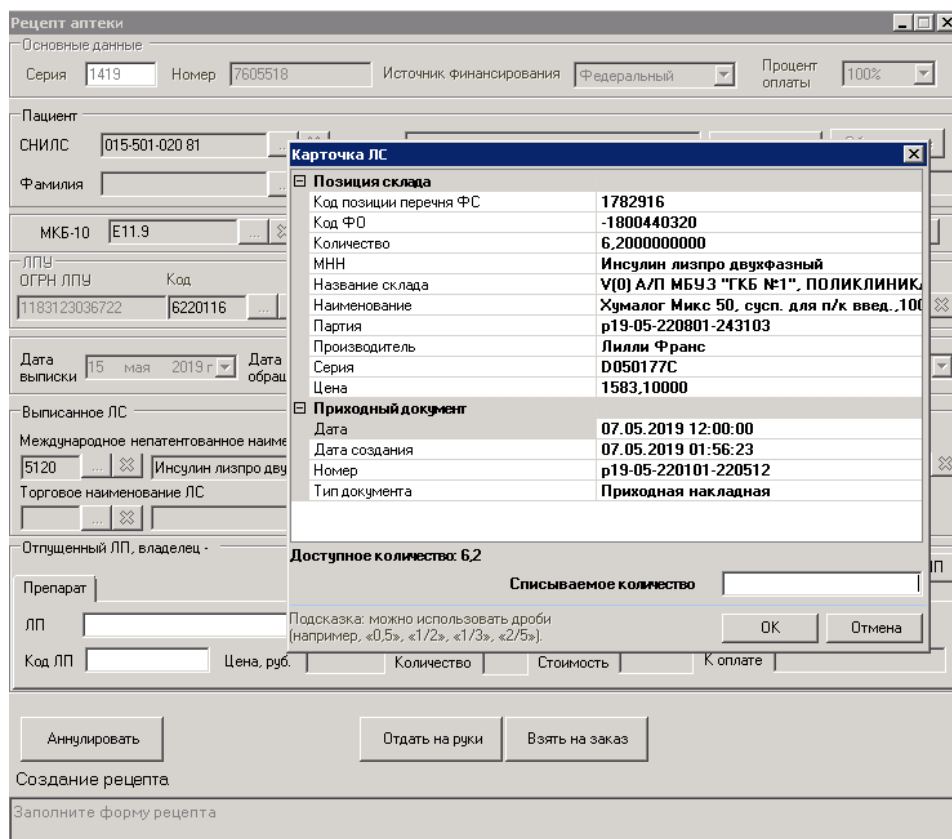 Рецепт аптеки
Основные данные
Серия 1419 Номер 7605518 Источник финансирования Федеральный Процент оплаты 100%
Пациент
СНИЛС 015-501-020 81 ...
Фамилия ...
МКБ-10 E11.9 ...
ЛПУ
ОГРН ЛПУ Код
1183123036722 6220116 ...
Дата выписки 15 мая 2019 г Дата
Выписанное ЛС
Международное непатентованное
5120 ... Инсулин лизпро
Торговое наименование ЛС
...
Отпущенный ЛП, владелец -
Препарат
ЛП
Код ЛП Цена, руб. Количество Стоимость К оплате
Карточка ЛС
Позиция склада
Код позиции перечня ФС 1782916
Код ФО -1800440320
Количество 6,2000000000
МНН Инсулин лизпро двухфазный
Название склада V(0) А/П МБУЗ "ГКБ №1", ПОЛИКЛИНИК
Наименование Хумалог Микс 50, сусп. для п/к введ.,100
Партия p19-05-220801-243103
Производитель Лилли Франс
Серия D050177C
Цена 1583,10000
Приходный документ
Дата 07.05.2019 12:00:00
Дата создания 07.05.2019 01:56:23
Номер p19-05-220101-220512
Тип документа Приходная накладная
Доступное количество: 6,2
Списываемое количество
Подсказка: можно использовать дроби
(например, «0,5», «1/2», «1/3», «2/5»).
OK Отмена
Аннулировать Отдать на руки Взять на заказ
Создание рецепта
Заполните форму рецепта